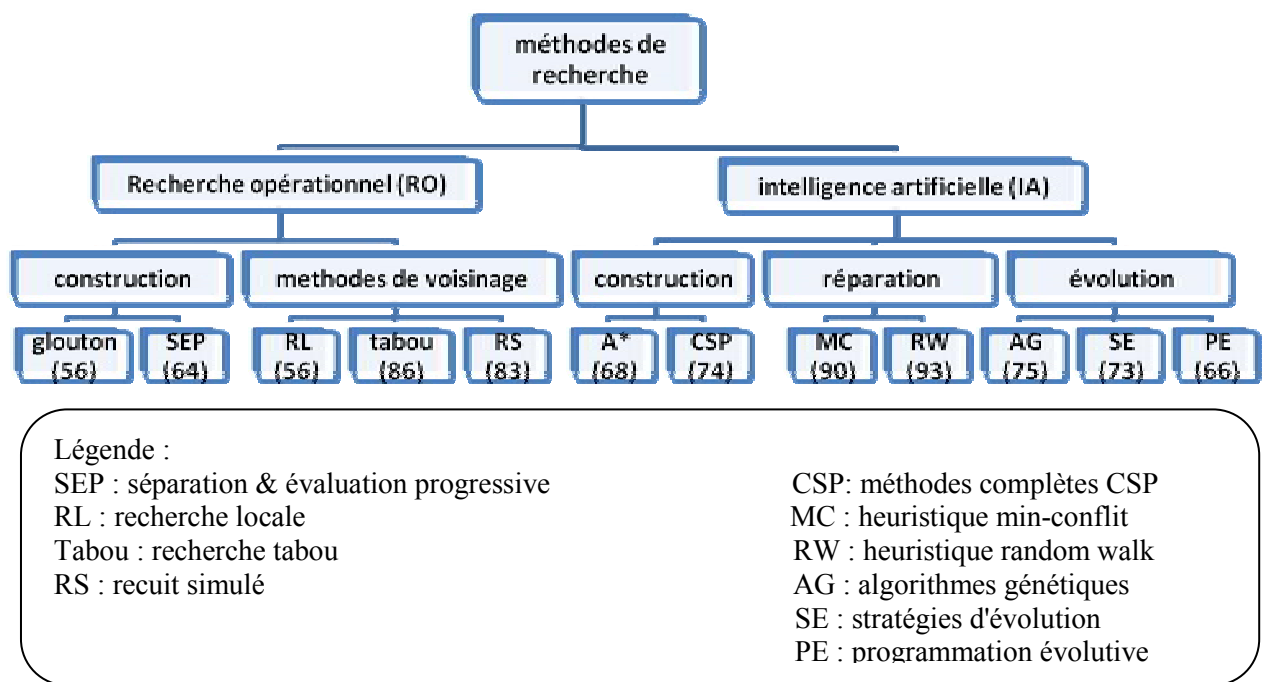 méthodes de
recherche
Recherche opérationnel (RO)
intelligence artificielle (IA)
construction
methodes de voisinage
construction
réparation
évolution
glouton
(56)
SEP
(64)
RL
(56)
tabou
(86)
RS
(83)
A*
(68)
CSP
(74)
MC
(90)
RW
(93)
AG
(75)
SE
(73)
PE
(66)
Légende :
SEP : séparation & évaluation progressive
RL : recherche locale
Tabou : recherche tabou
RS : recuit simulé
CSP: méthodes complètes CSP
MC : heuristique min-conflit
RW : heuristique random walk
AG : algorithmes génétiques
SE : stratégies d'évolution
PE : programmation évolutive